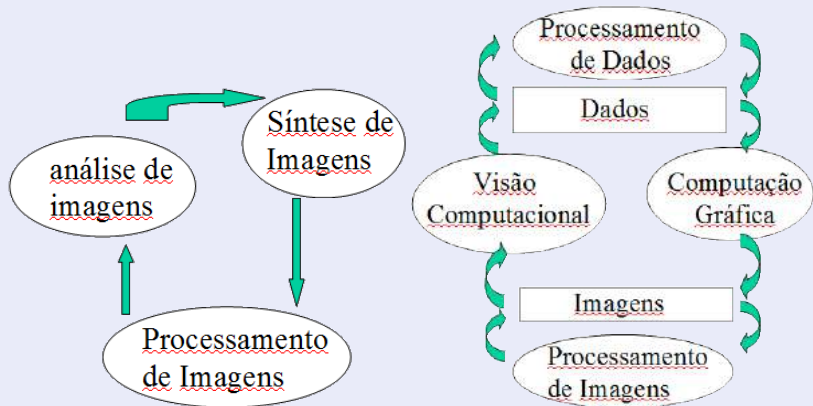 análise de
imagens
Síntese de
Imagens
Processamento
de Imagens
Processamento
de Dados
Dados
Visão
Computacional
Computação
Gráfica
Imagens
Processamento
de Imagens